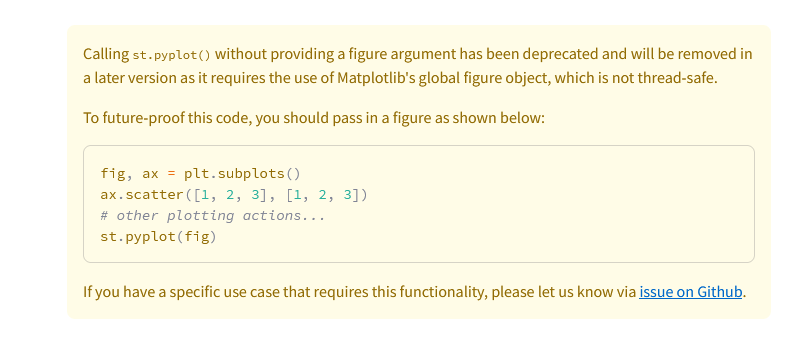 Calling st.pyplot() without providing a figure argument has been deprecated and will be removed in
a later version as it requires the use of Matplotlib's global figure object, which is not thread-safe.
To future-proof this code, you should pass in a figure as shown below:
fig, ax = plt.subplots()
ax.scatter([1, 2, 3], [1, 2, 3])
# other plotting actions...
st.pyplot(fig)
If you have a specific use case that requires this functionality, please let us know via issue on Github.